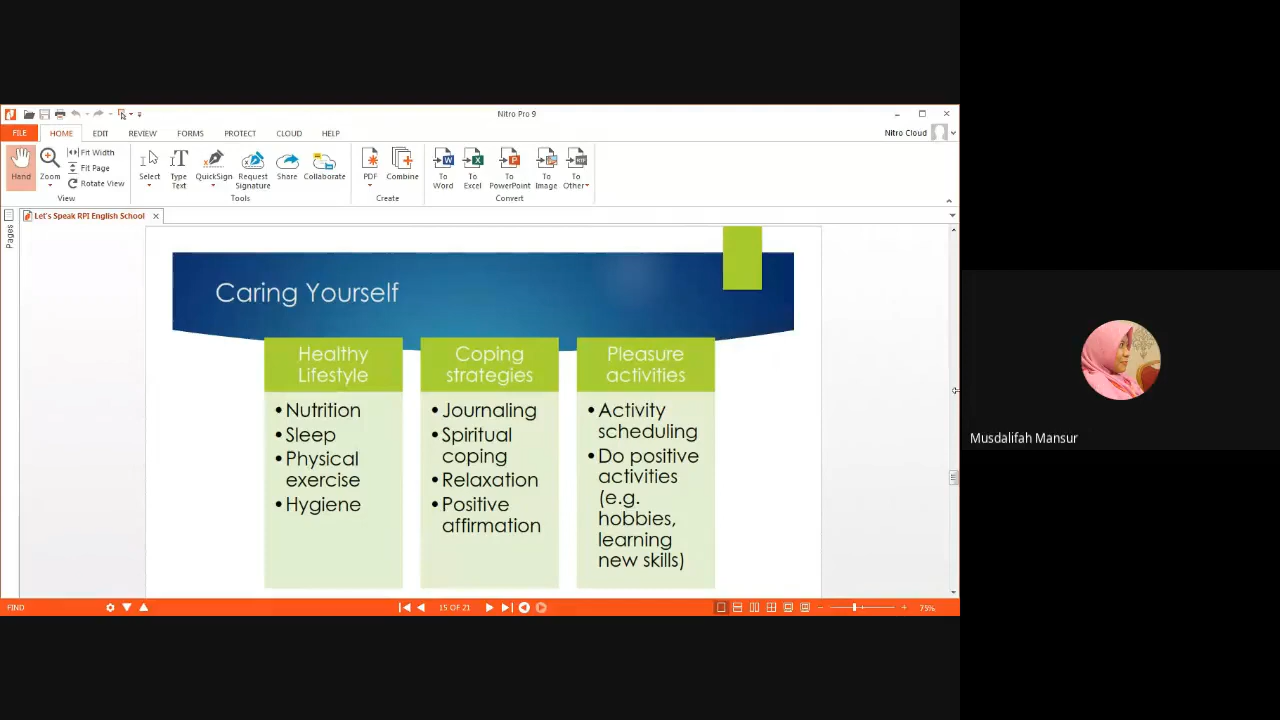 Nitro Pro 9
FILE HOME EDIT REVIEW FORMS PROTECT CLOUD HELP
Nitro Cloud
Hand
Zoom
Fit Width
Fit Page
Rotate View
View
Select
Type Text
QuickSign
Request Signature
Share
Collaborate
Tools
PDF
Combine
Create
To Word
To Excel
To PowerPoint
To Image
To Other
Convert
Let's Speak RPI English School
Pages
Caring Yourself
Healthy
Lifestyle
•Nutrition
•Sleep
•Physical
exercise
•Hygiene
Coping
strategies
•Journaling
•Spiritual
coping
•Relaxation
•Positive
affirmation
Pleasure
activities
•Activity
scheduling
•Do positive
activities
(e.g.
hobbies,
learning
new skills)
Musdalifah Mansur
FIND
15 OF 21
75%